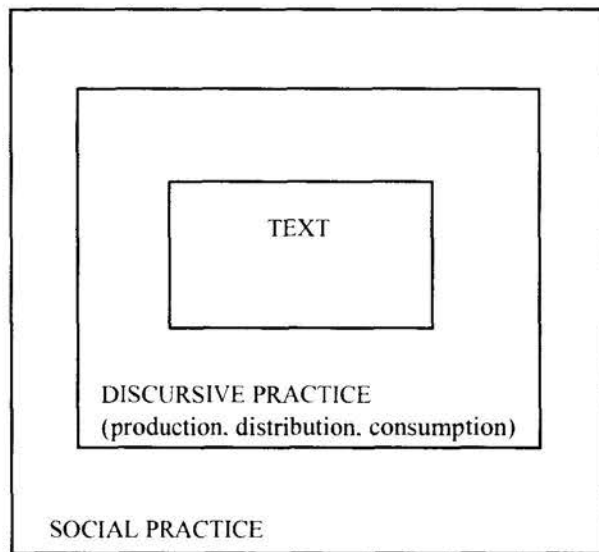 TEXT
DISCURSIVE PRACTICE
(production. distribution. consumption)
SOCIAL PRACTICE